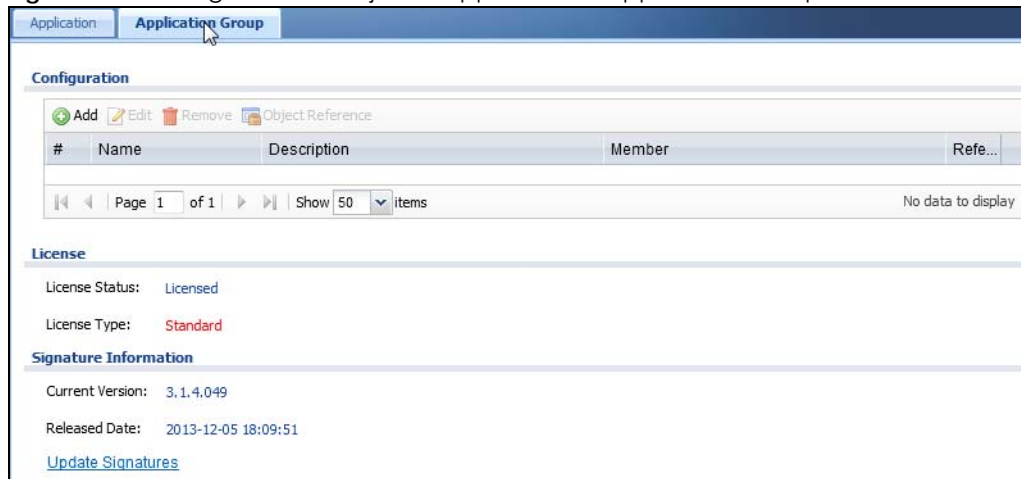 Application Application Group
Configuration
Add Edit Remove Object Reference
# Name Description Member Refe...
Page 1 of 1 Show 50 items No data to display
License
License Status: Licensed
License Type: Standard
Signature Information
Current Version: 3.1.4.049
Released Date: 2013-12-05 18:09:51
Update Signatures